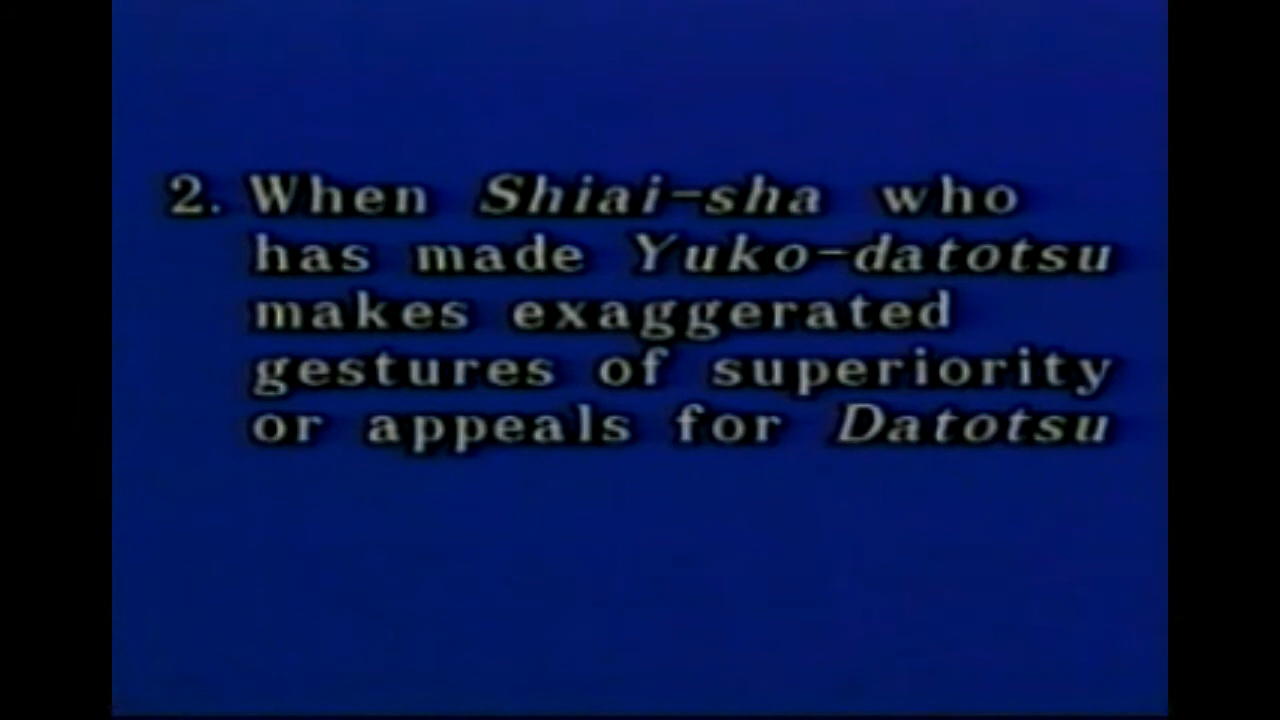 2. When Shiai-sha who
has made Yuko-datotsu
makes exaggerated
gestures of superiority
or appeals for Datotsu